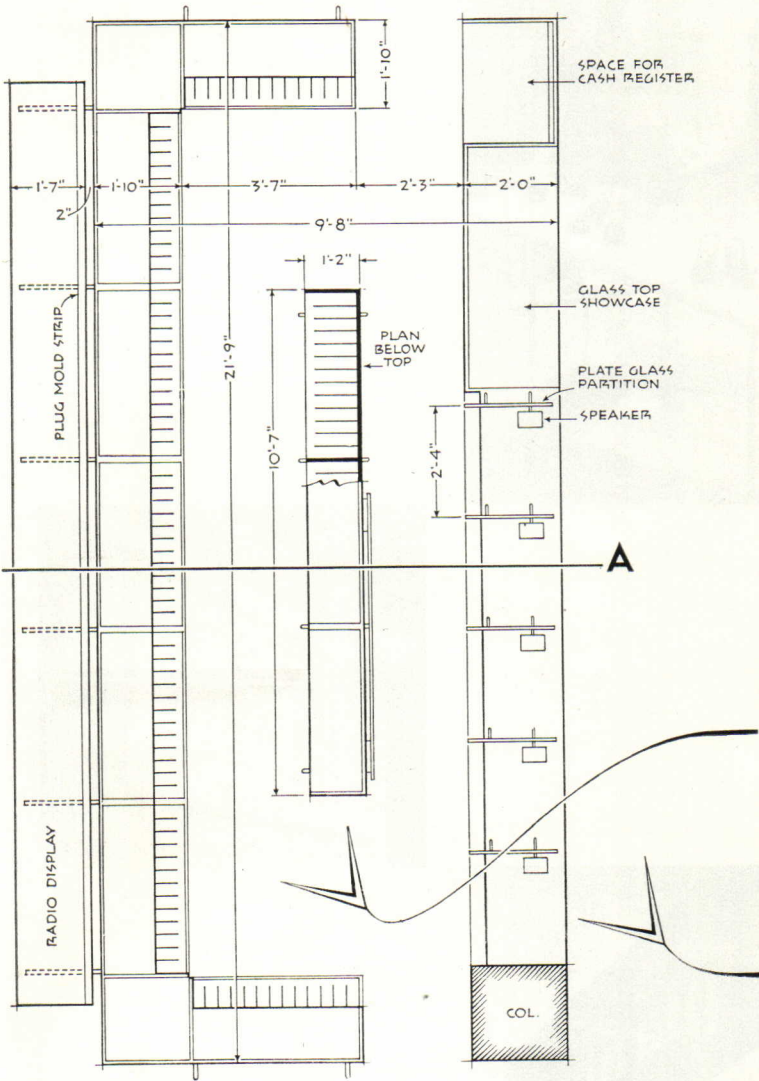 1'-10"
SPACE FOR
CASH REGISTER
1'-7"
2"
1'-10"
3'-7"
2'-3"
2'-0"
9'-8"
1'-2"
PLUG MOLD STRIP
21'-9"
PLAN
BELOW
TOP
GLASS TOP
SHOWCASE
PLATE GLASS
PARTITION
SPEAKER
10'-7"
2'-4"
A
RADIO DISPLAY
COL.